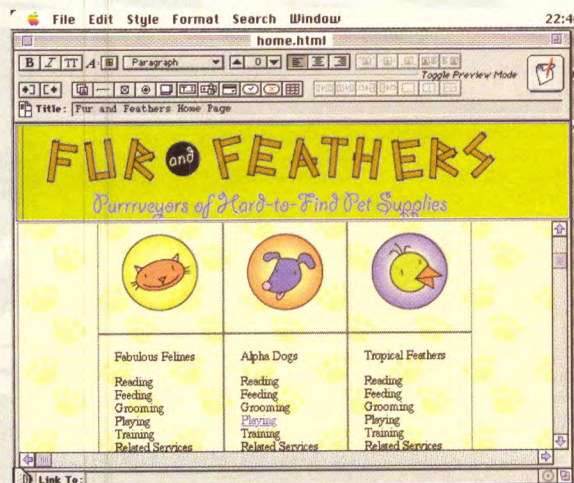 File Edit Style Format Search Window 22:4
home.html
B I TT A Paragraph 0
Toggle Preview Mode
Title: Fur and Feathers Home Page
FUR and FEATHERS
Purrrveyors of Hard-to-Find Pet Supplies
Fabulous Felines Alpha Dogs Tropical Feathers
Reading Reading Reading
Feeding Feeding Feeding
Grooming Grooming Grooming
Playing Playing Playing
Training Training Training
Related Services Related Services Related Services
Link To: